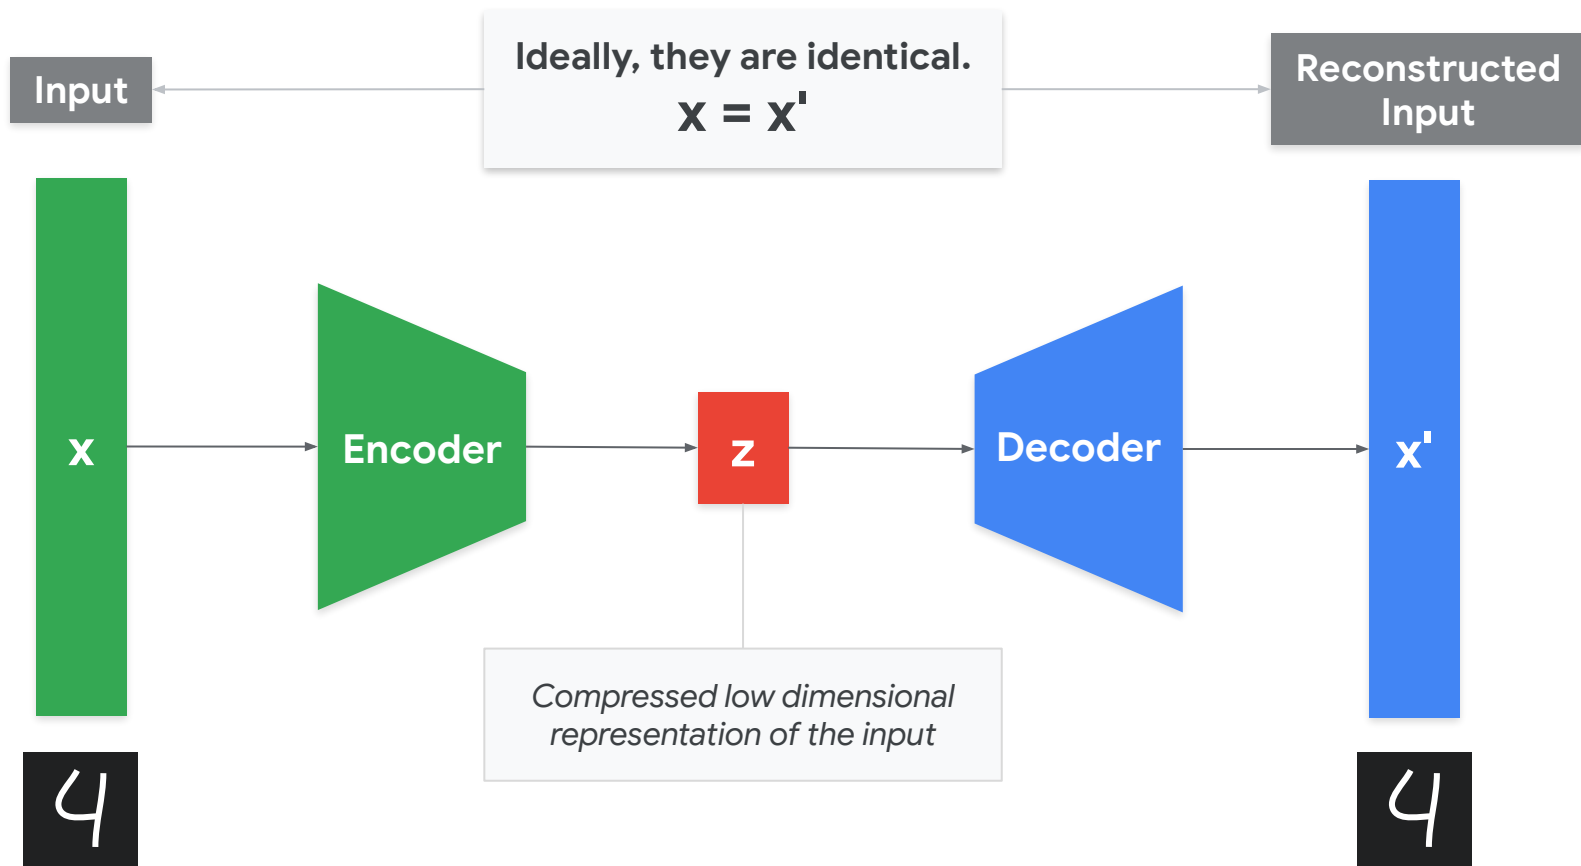 Ideally, they are identical.
x = x'
Input
Reconstructed
Input
x
Encoder
z
Decoder
x'
Compressed low dimensional
representation of the input
4
4